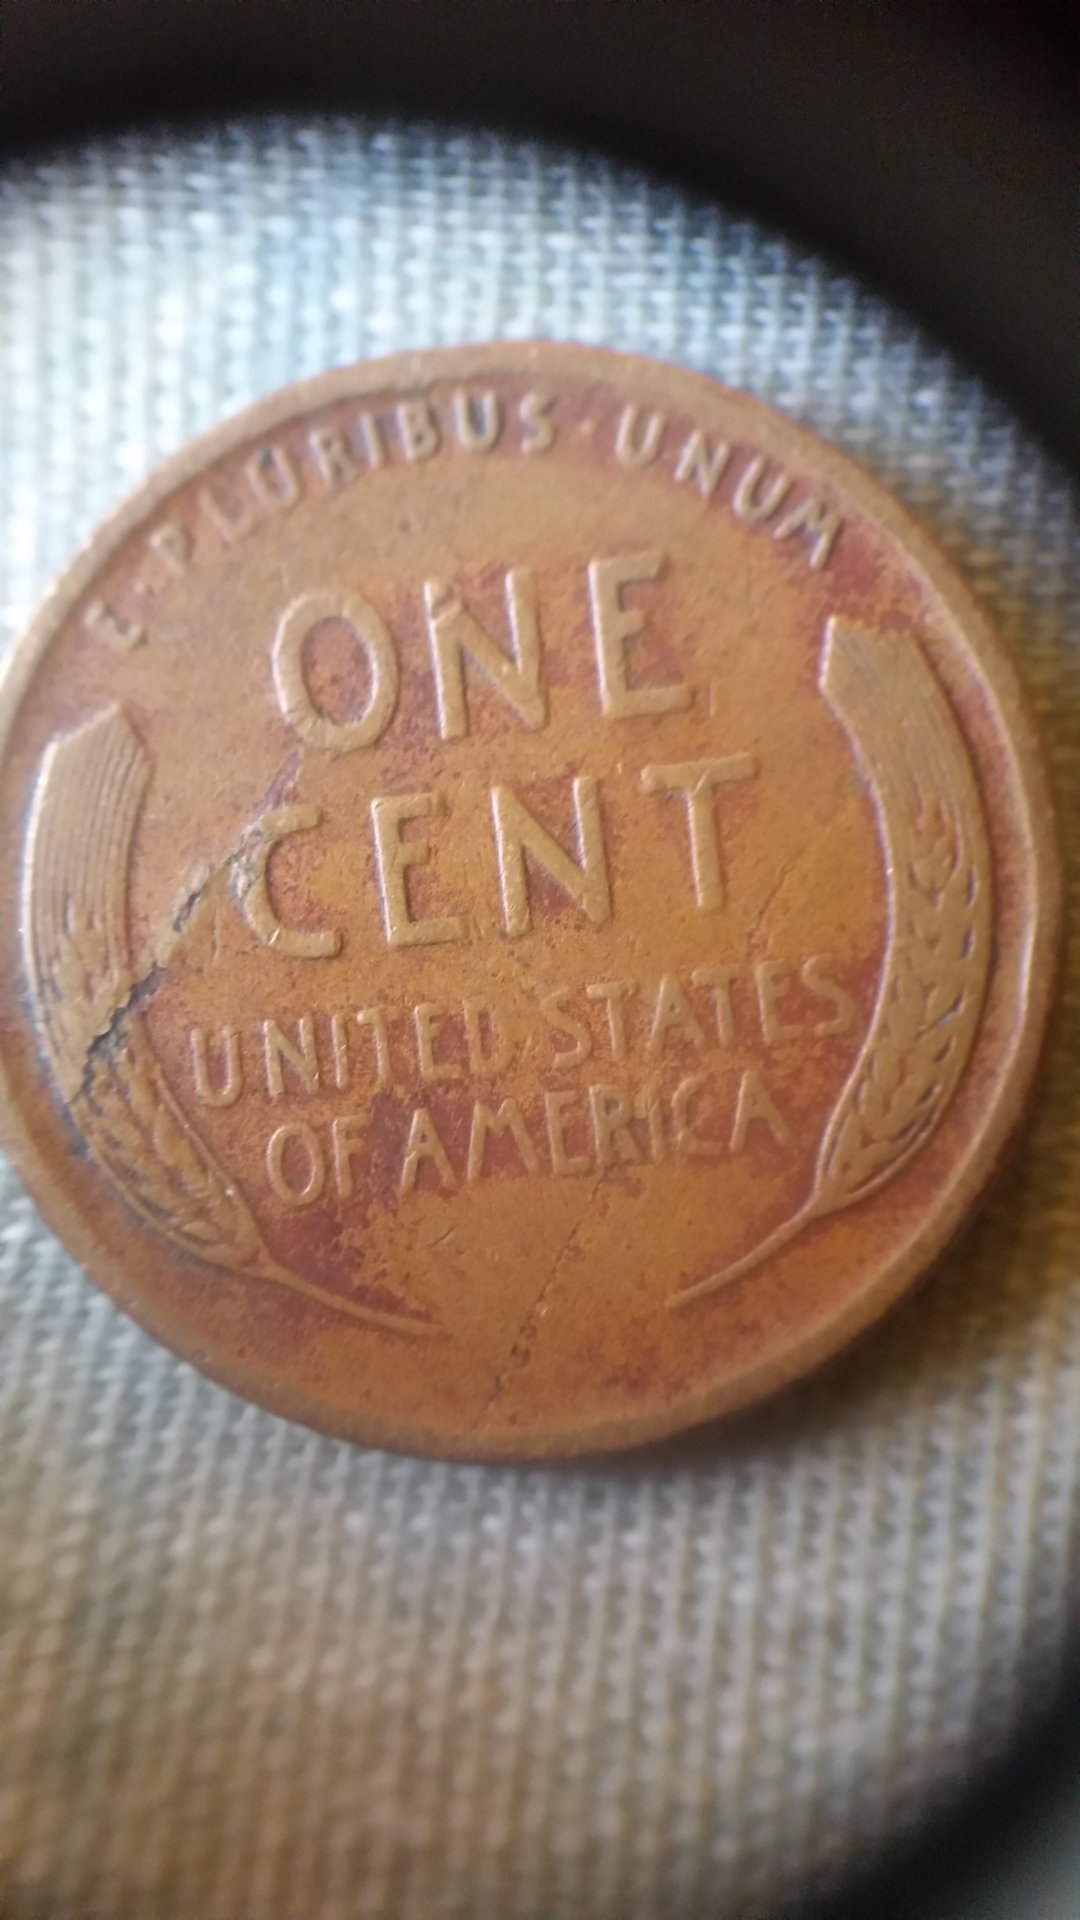 E·PLURIBUS·UNUM
ONE
CENT
UNITED STATES
OF AMERICA